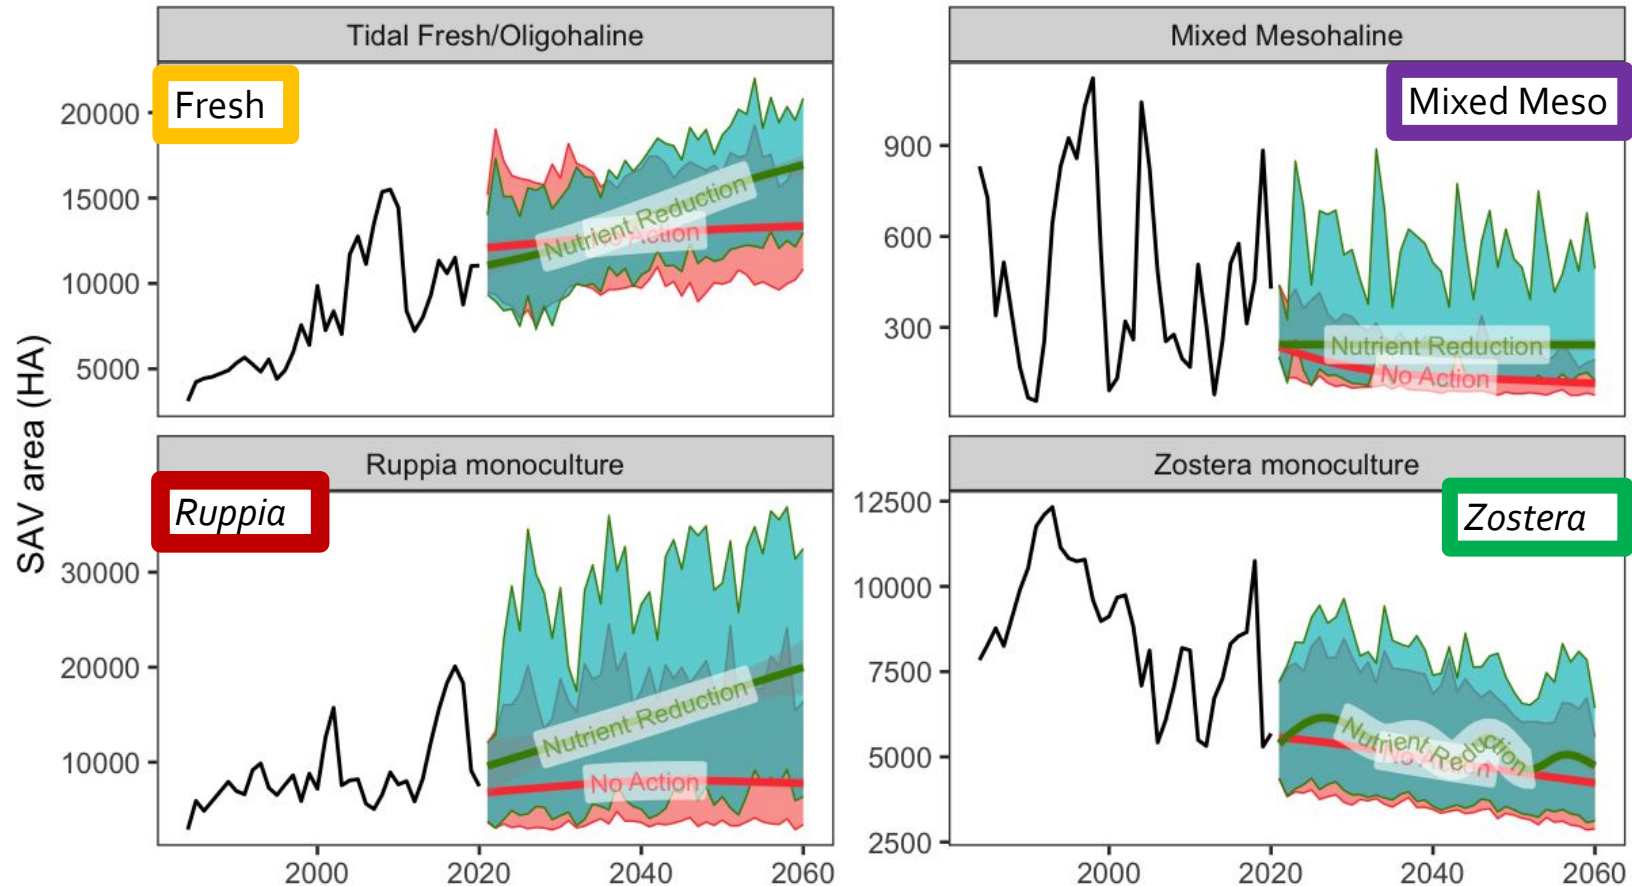 Tidal Fresh/Oligohaline
Mixed Mesohaline
Fresh
Mixed Meso
20000
15000
10000
5000
Nutrient Reduction
No Action
900
600
300
Nutrient Reduction
No Action
SAV area (HA)
Ruppia monoculture
Zostera monoculture
Ruppia
Zostera
30000
20000
10000
Nutrient Reduction
No Action
12500
10000
7500
5000
2500
Nutrient Reduction
No Action
2000
2020
2040
2060
2000
2020
2040
2060